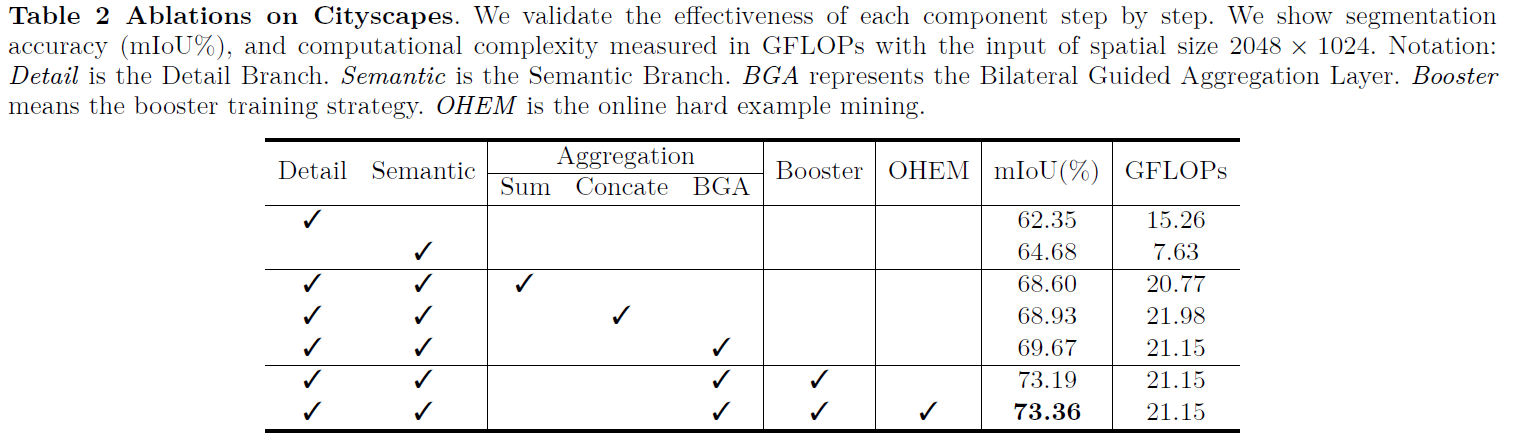 Table 2 Ablations on Cityscapes. We validate the effectiveness of each component step by step. We show segmentation
accuracy (mIoU%), and computational complexity measured in GFLOPs with the input of spatial size 2048 × 1024. Notation:
Detail is the Detail Branch. Semantic is the Semantic Branch. BGA represents the Bilateral Guided Aggregation Layer. Booster
means the booster training strategy. OHEM is the online hard example mining.
Detail Semantic Aggregation Booster OHEM mIoU(%) GFLOPs
Sum Concate BGA
✓ 62.35 15.26
✓ 64.68 7.63
✓ ✓ ✓ 68.60 20.77
✓ ✓ ✓ 68.93 21.98
✓ ✓ ✓ 69.67 21.15
✓ ✓ ✓ ✓ 73.19 21.15
✓ ✓ ✓ ✓ ✓ 73.36 21.15